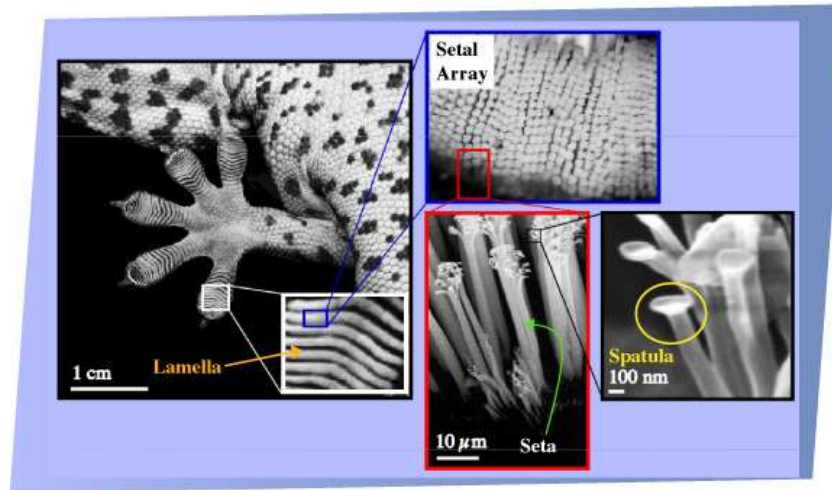 Setal
Array
Lamella
1 cm
Spatula
100 nm
10 μm
Seta